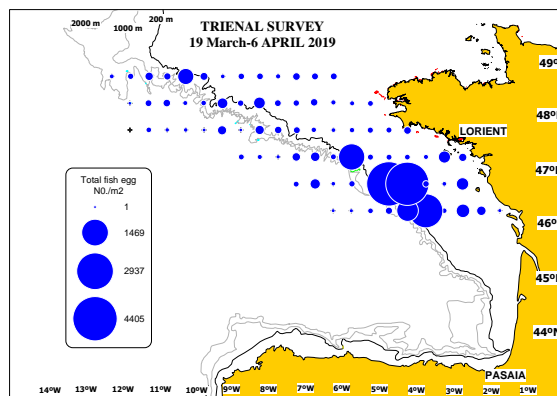 2000 m
1000 m
200 m
TRIENAL SURVEY
19 March-6 APRIL 2019
49ºN
48ºN
LORIENT
47ºN
46ºN
45ºN
44ºN
Total fish egg
N0./m2
1
1469
2937
4405
PASAIA
14ºW 13ºW 12ºW 11ºW 10ºW 9ºW 8ºW 7ºW 6ºW 5ºW 4ºW 3ºW 2ºW 1ºW 0ºW